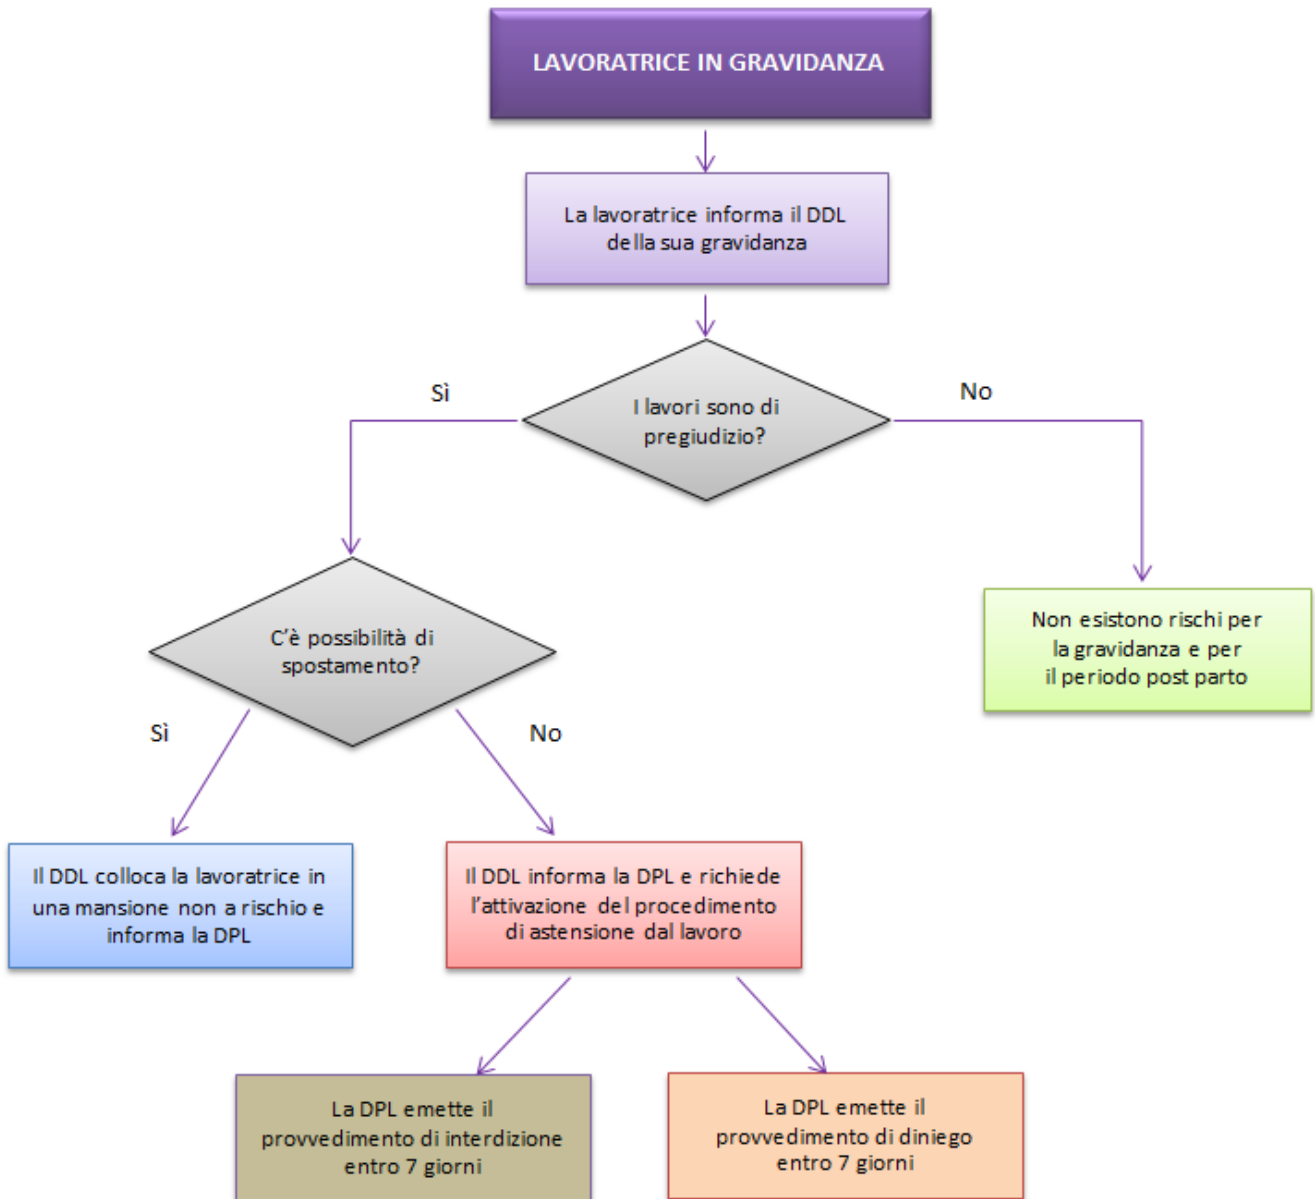 LAVORATRICE IN GRAVIDANZA
La lavoratrice informa il DDL
della sua gravidanza
Sì
No
I lavori sono di
pregiudizio?
C'è possibilità di
spostamento?
Non esistono rischi per
la gravidanza e per
il periodo post parto
Sì
No
Il DDL colloca la lavoratrice in
una mansione non a rischio e
informa la DPL
Il DDL informa la DPL e richiede
l'attivazione del procedimento
di astensione dal lavoro
La DPL emette il
provvedimento di interdizione
entro 7 giorni
La DPL emette il
provvedimento di diniego
entro 7 giorni